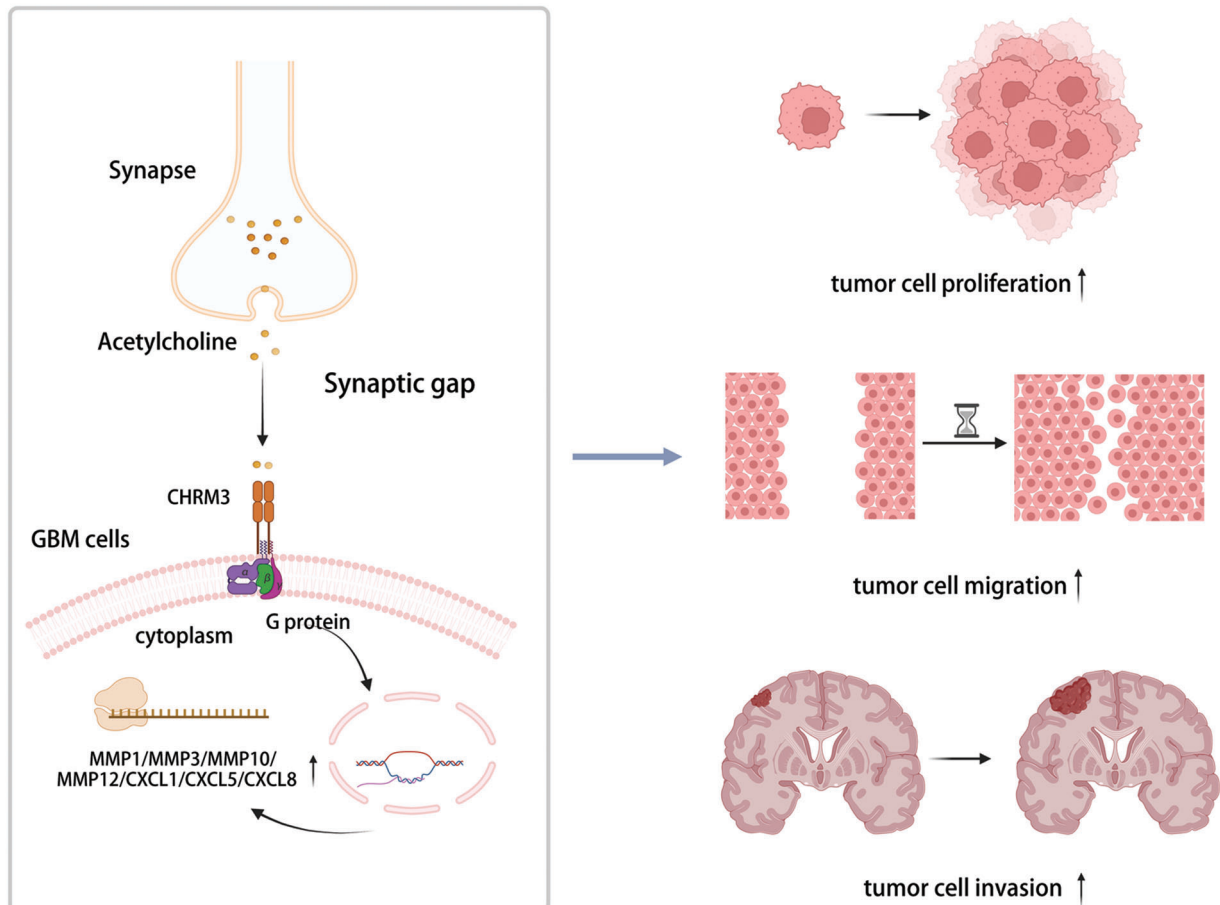 Synapse
Acetylcholine
Synaptic gap
CHRM3
GBM cells
α
β
γ
G protein
cytoplasm
MMP1/MMP3/MMP10/
MMP12/CXCL1/CXCL5/CXCL8
tumor cell proliferation
tumor cell migration
tumor cell invasion